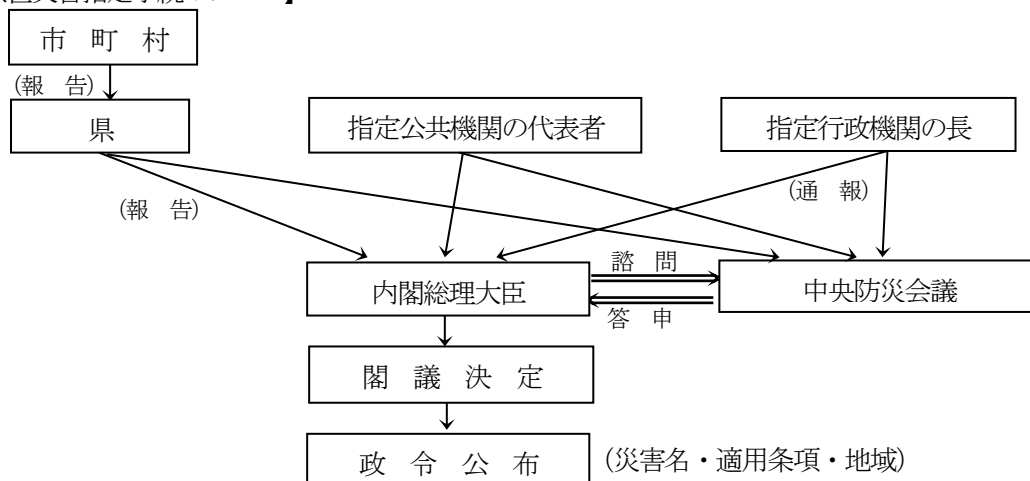 市 町 村
(報 告)
県
指定公共機関の代表者
指定行政機関の長
(通 報)
(報 告)
内閣総理大臣
諮 問
答 申
中央防災会議
閣 議 決 定
政 令 公 布
(災害名・適用条項・地域)